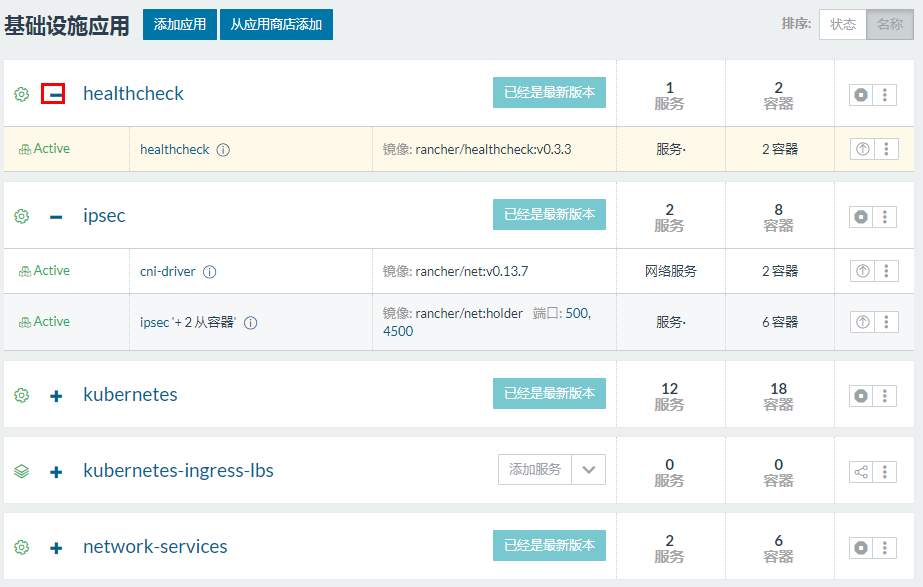 基础设施应用 添加应用 从应用商店添加 排序: 状态 名称
healthcheck 已经是最新版本 1 服务 2 容器
Active healthcheck 镜像: rancher/healthcheck:v0.3.3 服务· 2 容器
ipsec 已经是最新版本 2 服务 8 容器
Active cni-driver 镜像: rancher/net:v0.13.7 网络服务 2 容器
Active ipsec '+ 2 从容器' 镜像: rancher/net:holder 端口: 500, 服务· 6 容器
4500
kubernetes 已经是最新版本 12 服务 18 容器
kubernetes-ingress-lbs 添加服务 0 服务 0 容器
network-services 已经是最新版本 2 服务 6 容器